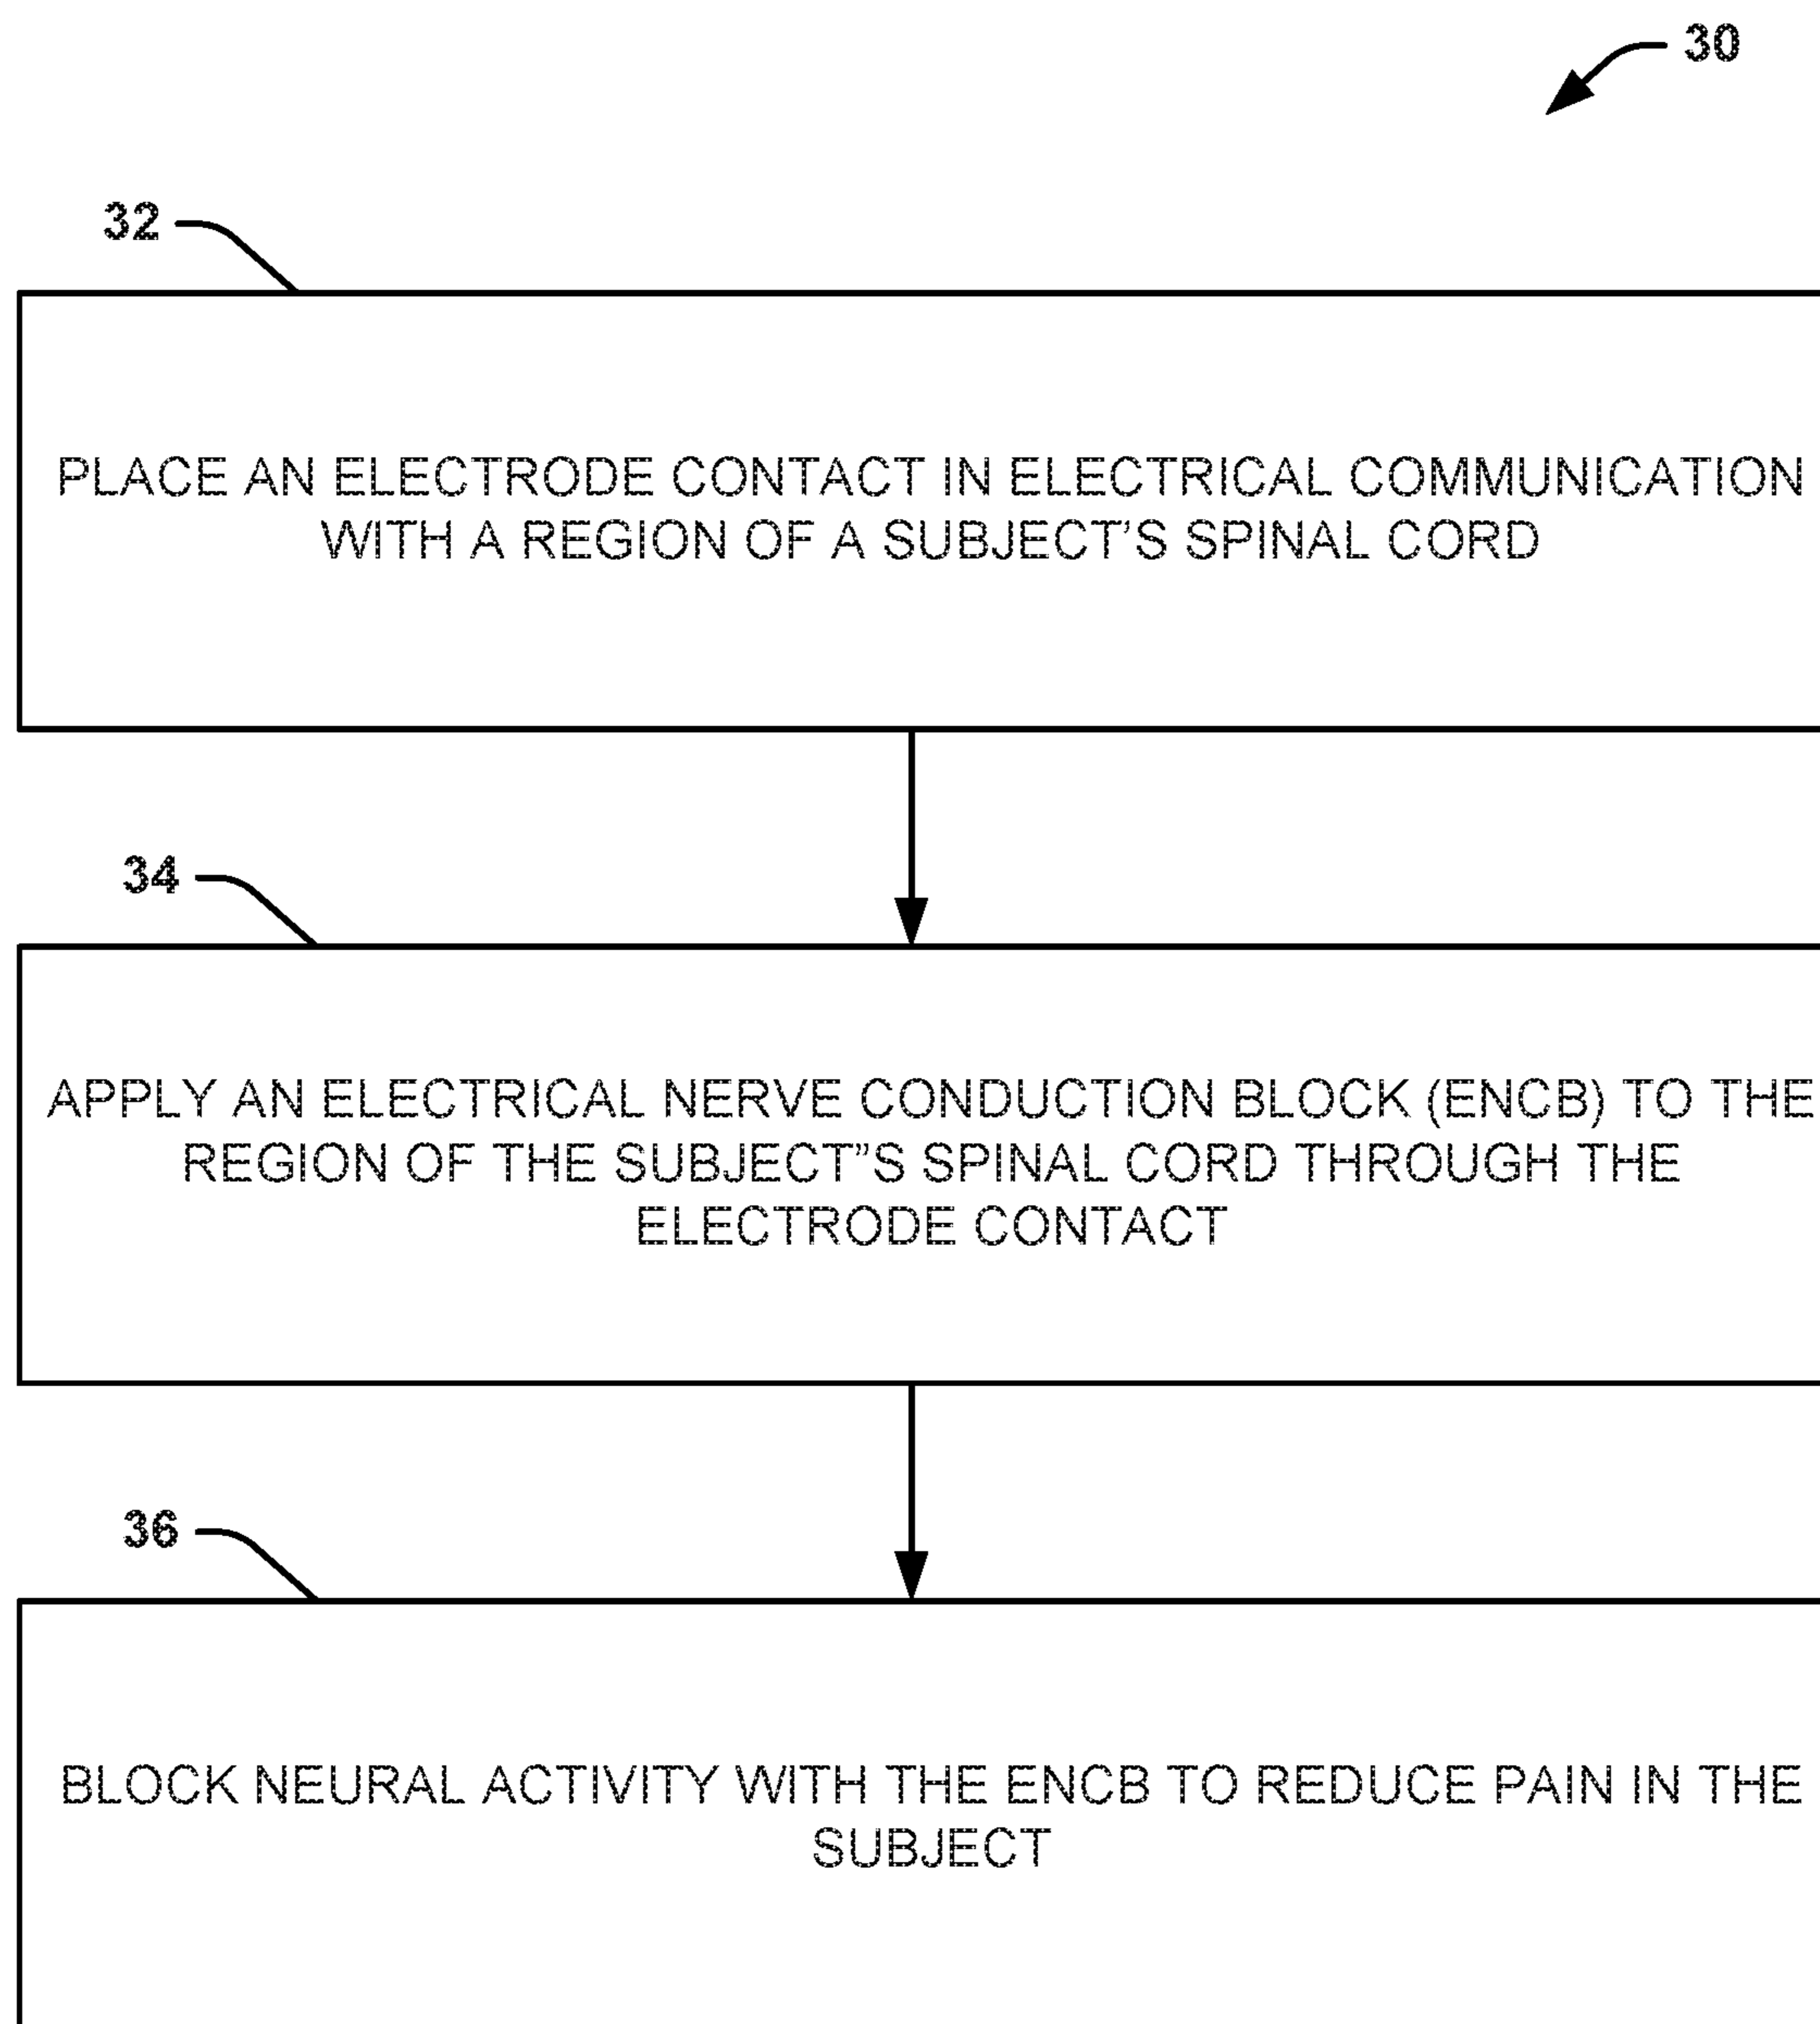 30
32
PLACE AN ELECTRODE CONTACT IN ELECTRICAL COMMUNICATION
WITH A REGION OF A SUBJECT’S SPINAL CORD
34
APPLY AN ELECTRICAL NERVE CONDUCTION BLOCK (ENCB) TO THE
REGION OF THE SUBJECT”S SPINAL CORD THROUGH THE
ELECTRODE CONTACT
36
BLOCK NEURAL ACTIVITY WITH THE ENCB TO REDUCE PAIN IN THE
SUBJECT